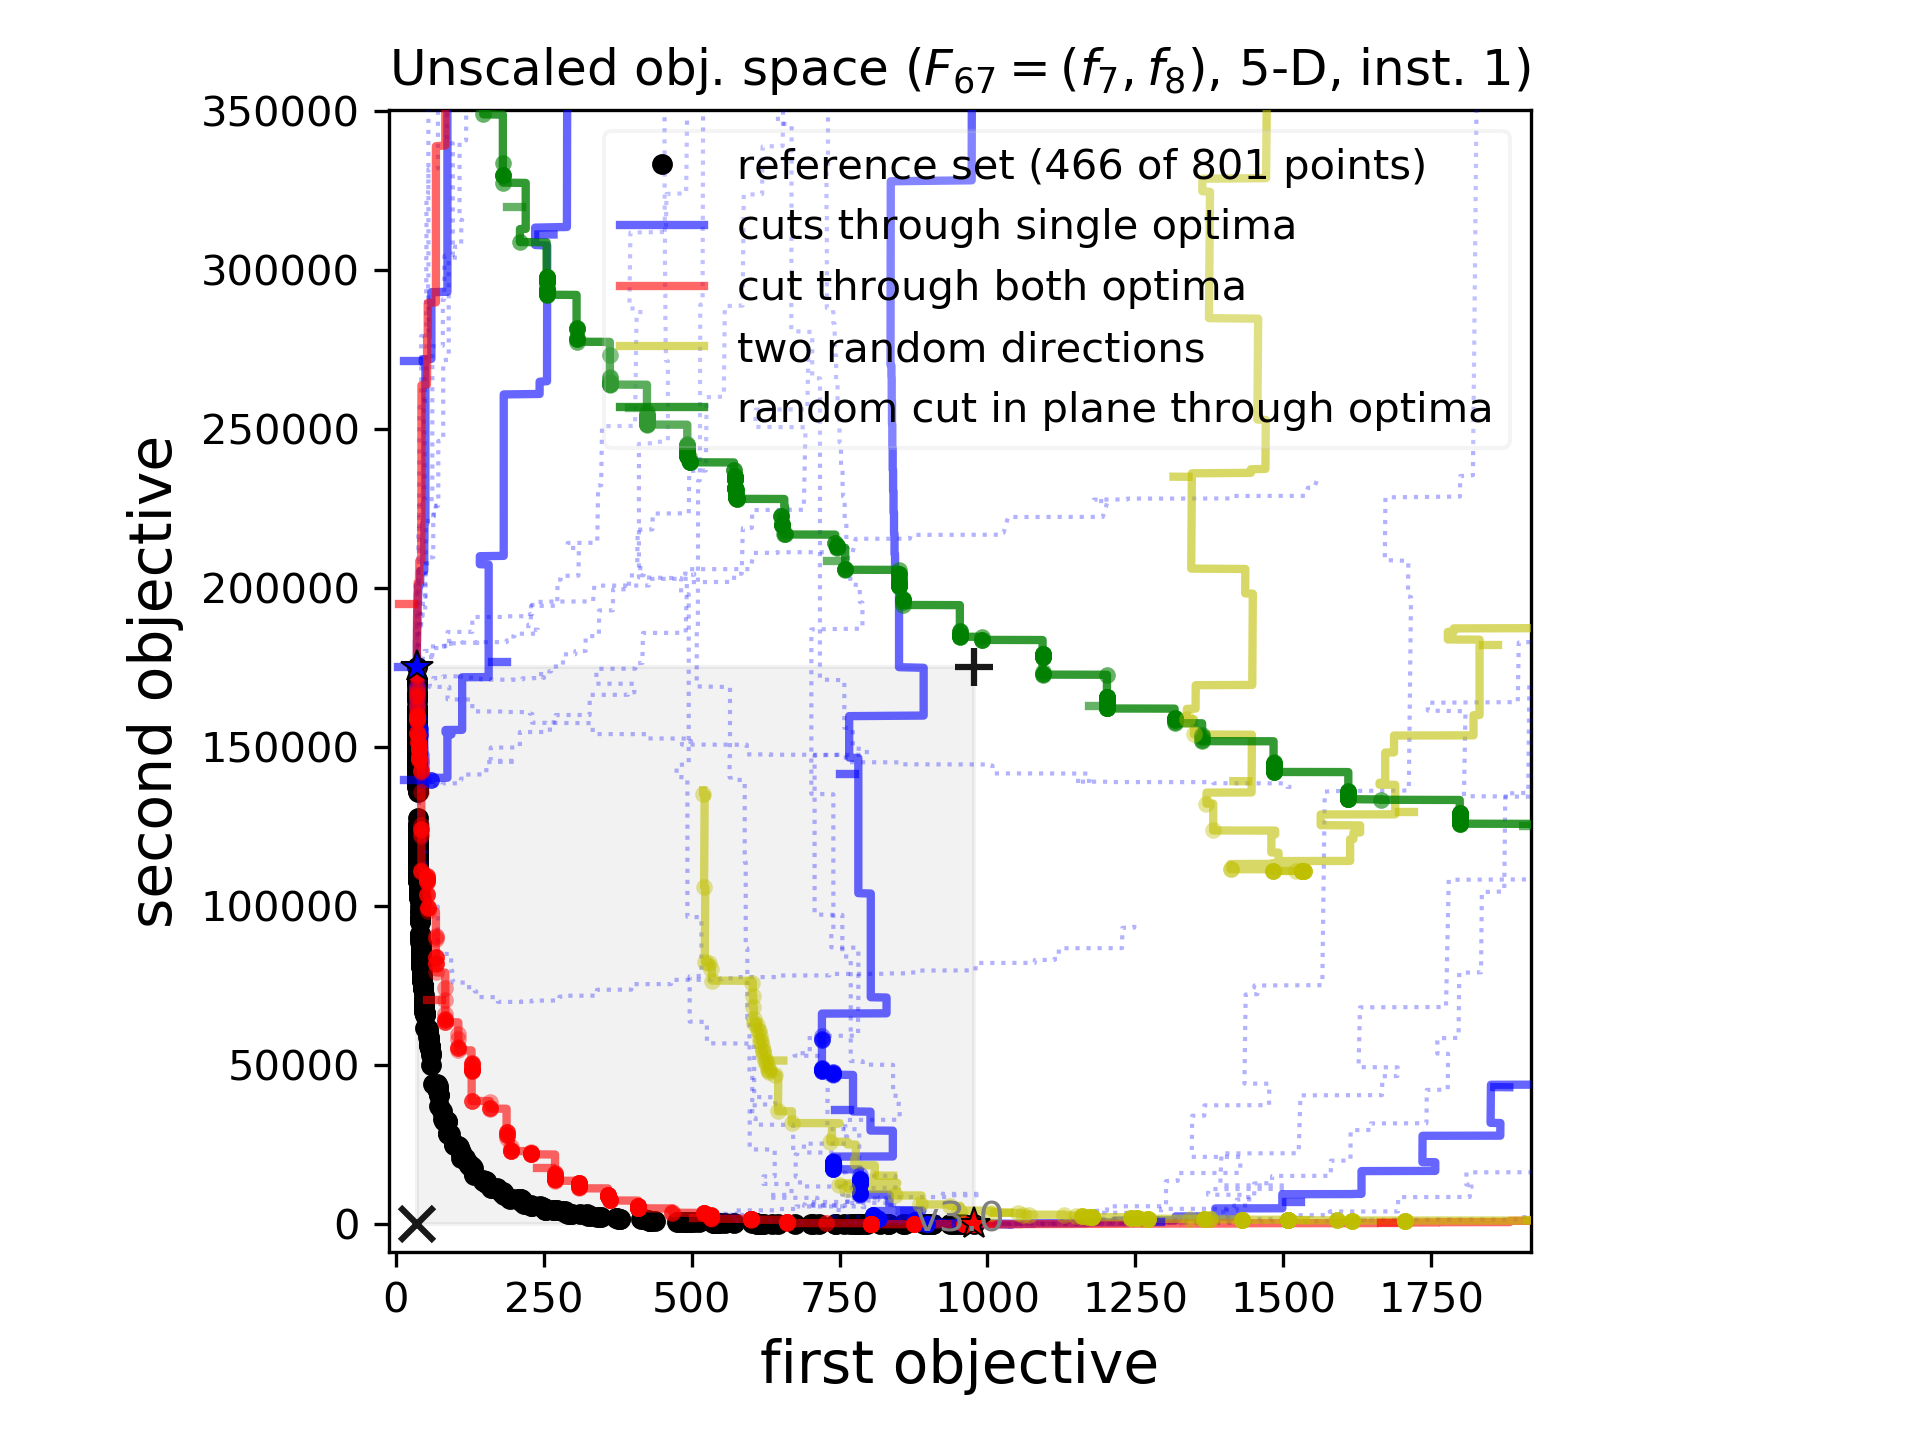 Unscaled obj. space (F67 = (f7, f8), 5-D, inst. 1)
350000
300000
250000
200000
150000
100000
50000
0
second objective
reference set (466 of 801 points)
cuts through single optima
cut through both optima
two random directions
random cut in plane through optima
v3.0
0 250 500 750 1000 1250 1500 1750
first objective